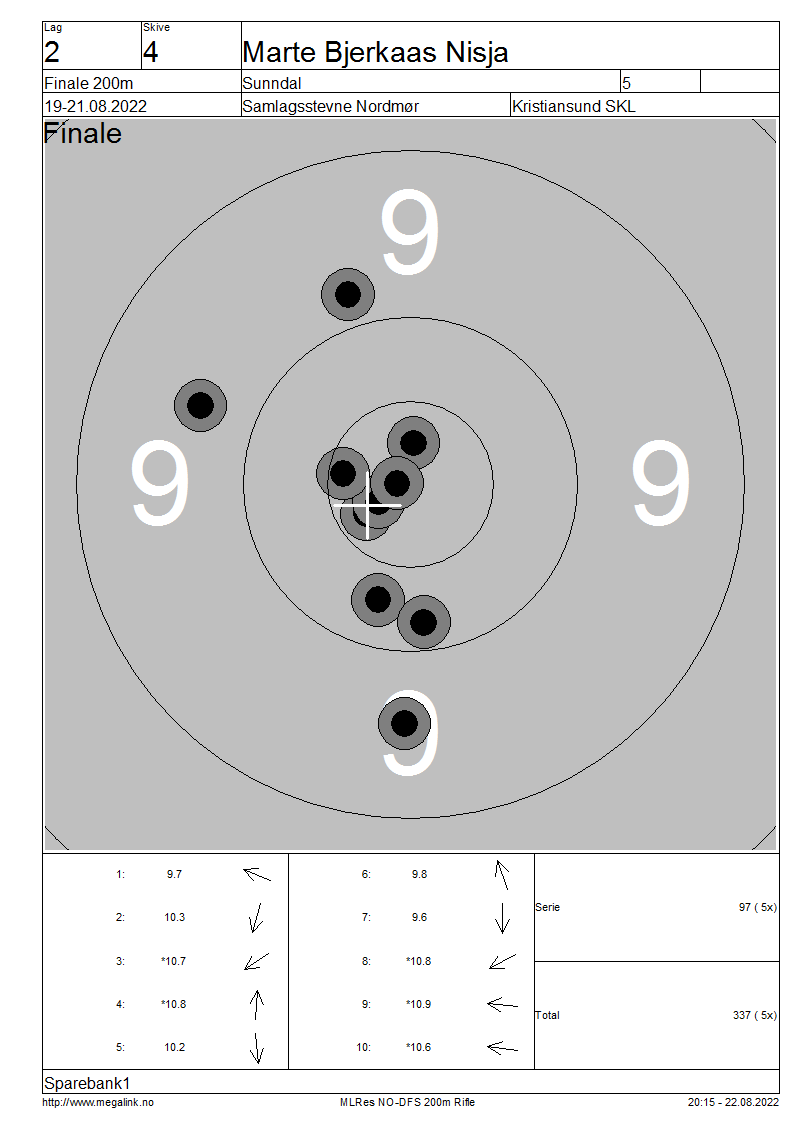 Lag
Skive
2
4
Marte Bjerkaas Nisja
Finale 200m
Sunndal
5
19-21.08.2022
Samlagsstevne Nordmør
Kristiansund SKL
Finale
9
9
9
9
1: 9.7
2: 10.3
3: *10.7
4: *10.8
5: 10.2
6: 9.8
7: 9.6
8: *10.8
9: *10.9
10: *10.6
Serie 97 ( 5x)
Total 337 ( 5x)
Sparebank1
http://www.megalink.no
MLRes NO-DFS 200m Rifle
20:15 - 22.08.2022